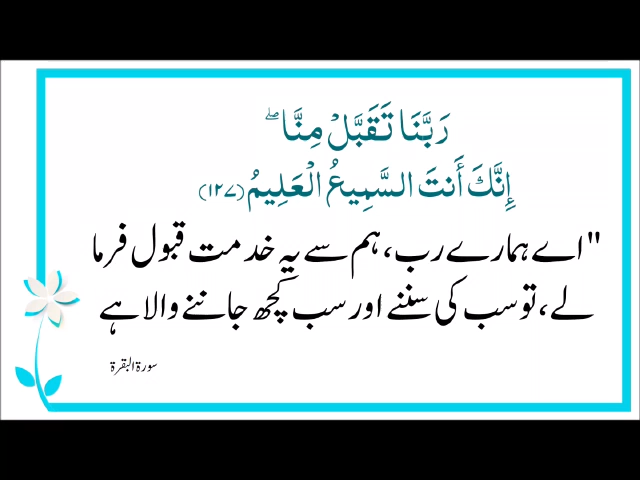 رَبَّنَا تَقَبَّلْ مِنَّا ۖ
إِنَّكَ أَنتَ السَّمِيعُ الْعَلِيمُ (١٢٧)
"اے ہمارے رب، ہم سے یہ خدمت قبول فرما
لے، تو سب کی سننے اور سب کچھ جاننے والا ہے
سورۃ البقرۃ